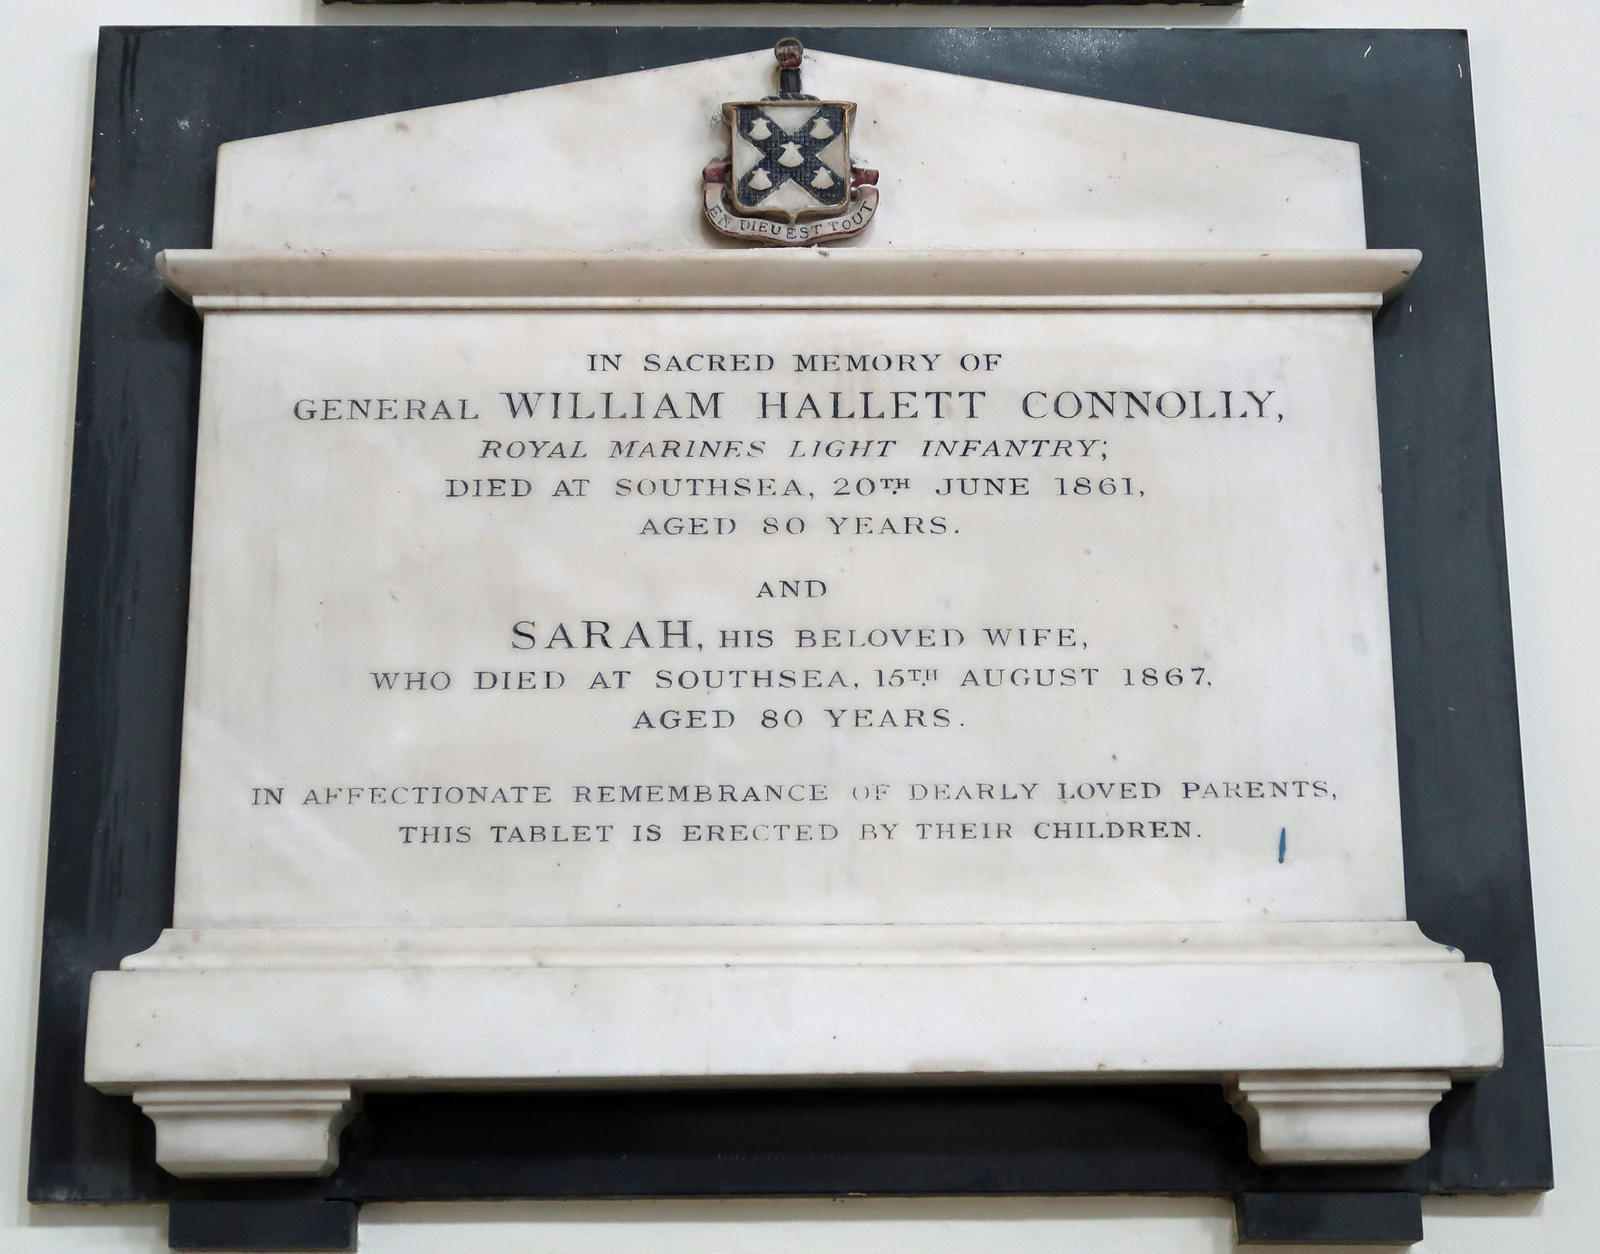 EN DIEU EST TOUT
IN SACRED MEMORY OF
GENERAL WILLIAM HALLETT CONNOLLY,
ROYAL MARINES LIGHT INFANTRY;
DIED AT SOUTHSEA, 20TH JUNE 1861,
AGED 80 YEARS.
AND
SARAH, HIS BELOVED WIFE,
WHO DIED AT SOUTHSEA, 15TH AUGUST 1867,
AGED 80 YEARS.
IN AFFECTIONATE REMEMBRANCE OF DEARLY LOVED PARENTS,
THIS TABLET IS ERECTED BY THEIR CHILDREN.